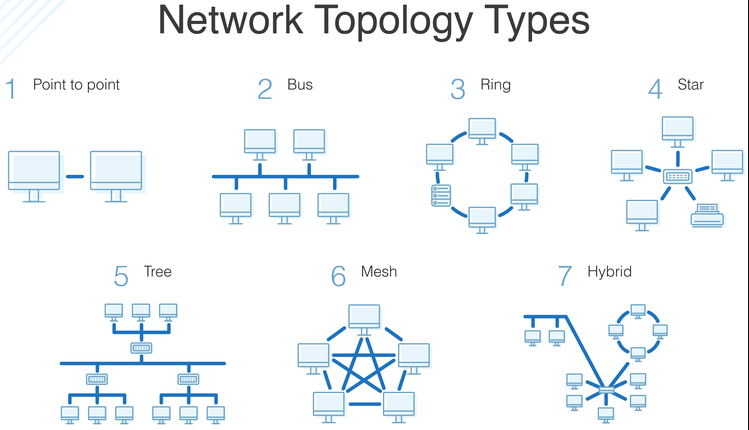 Network Topology Types
1 Point to point
2 Bus
3 Ring
4 Star
5 Tree
6 Mesh
7 Hybrid